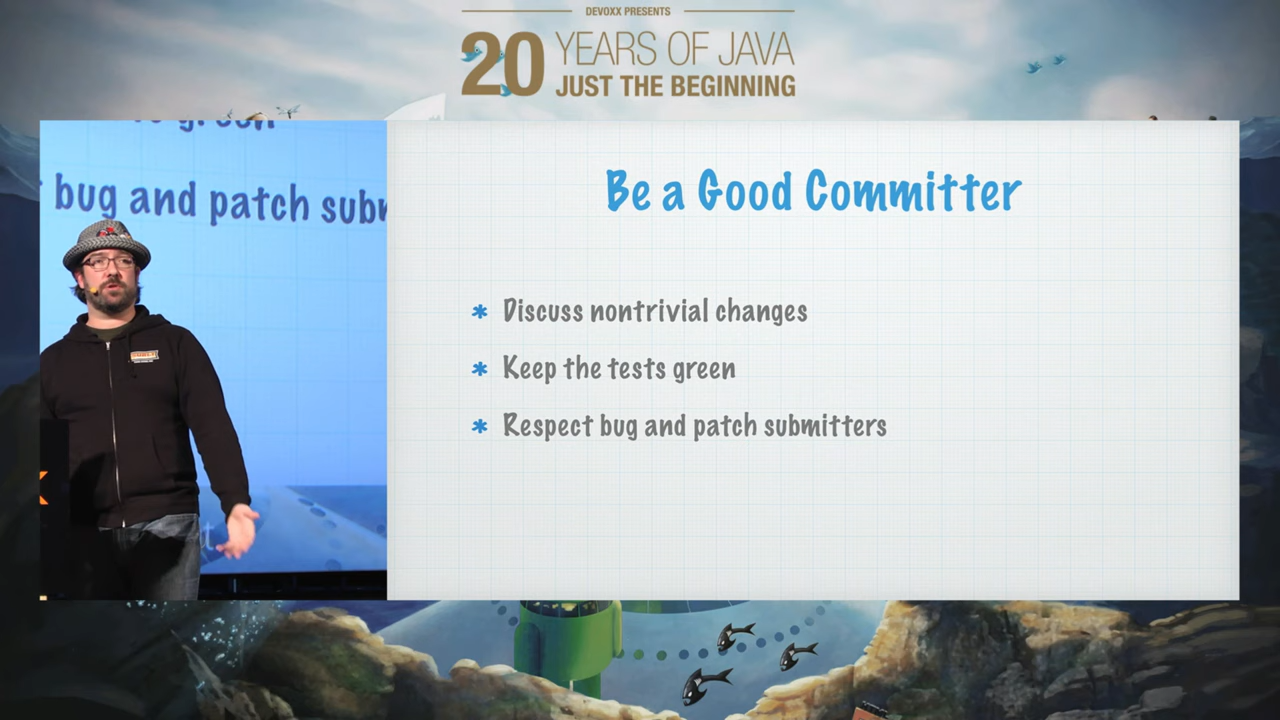 DEVOXX PRESENTS
20 YEARS OF JAVA
JUST THE BEGINNING
green
bug and patch
Be a Good Committer
* Discuss nontrivial changes
* Keep the tests green
* Respect bug and patch submitters